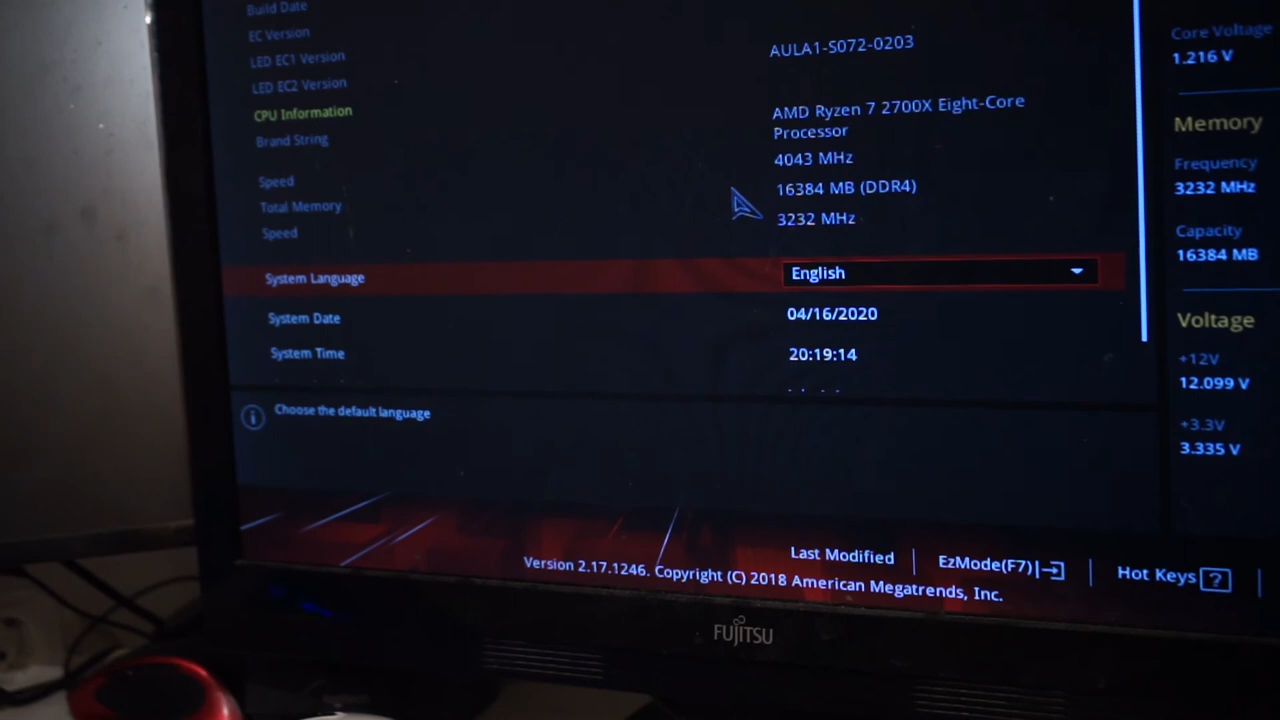 Build Date
EC Version
LED EC1 Version AULA1-S072-0203
LED EC2 Version
CPU Information
Brand String AMD Ryzen 7 2700X Eight-Core
Processor
Speed 4043 MHz
Total Memory 16384 MB (DDR4)
Speed 3232 MHz
System Language English
System Date 04/16/2020
System Time 20:19:14
Choose the default language
Core Voltage
1.216 V
Memory
Frequency
3232 MHz
Capacity
16384 MB
Voltage
+12V
12.099 V
+3.3V
3.335 V
Last Modified EzMode(F7) Hot Keys ?
Version 2.17.1246. Copyright (C) 2018 American Megatrends, Inc.
FUJITSU